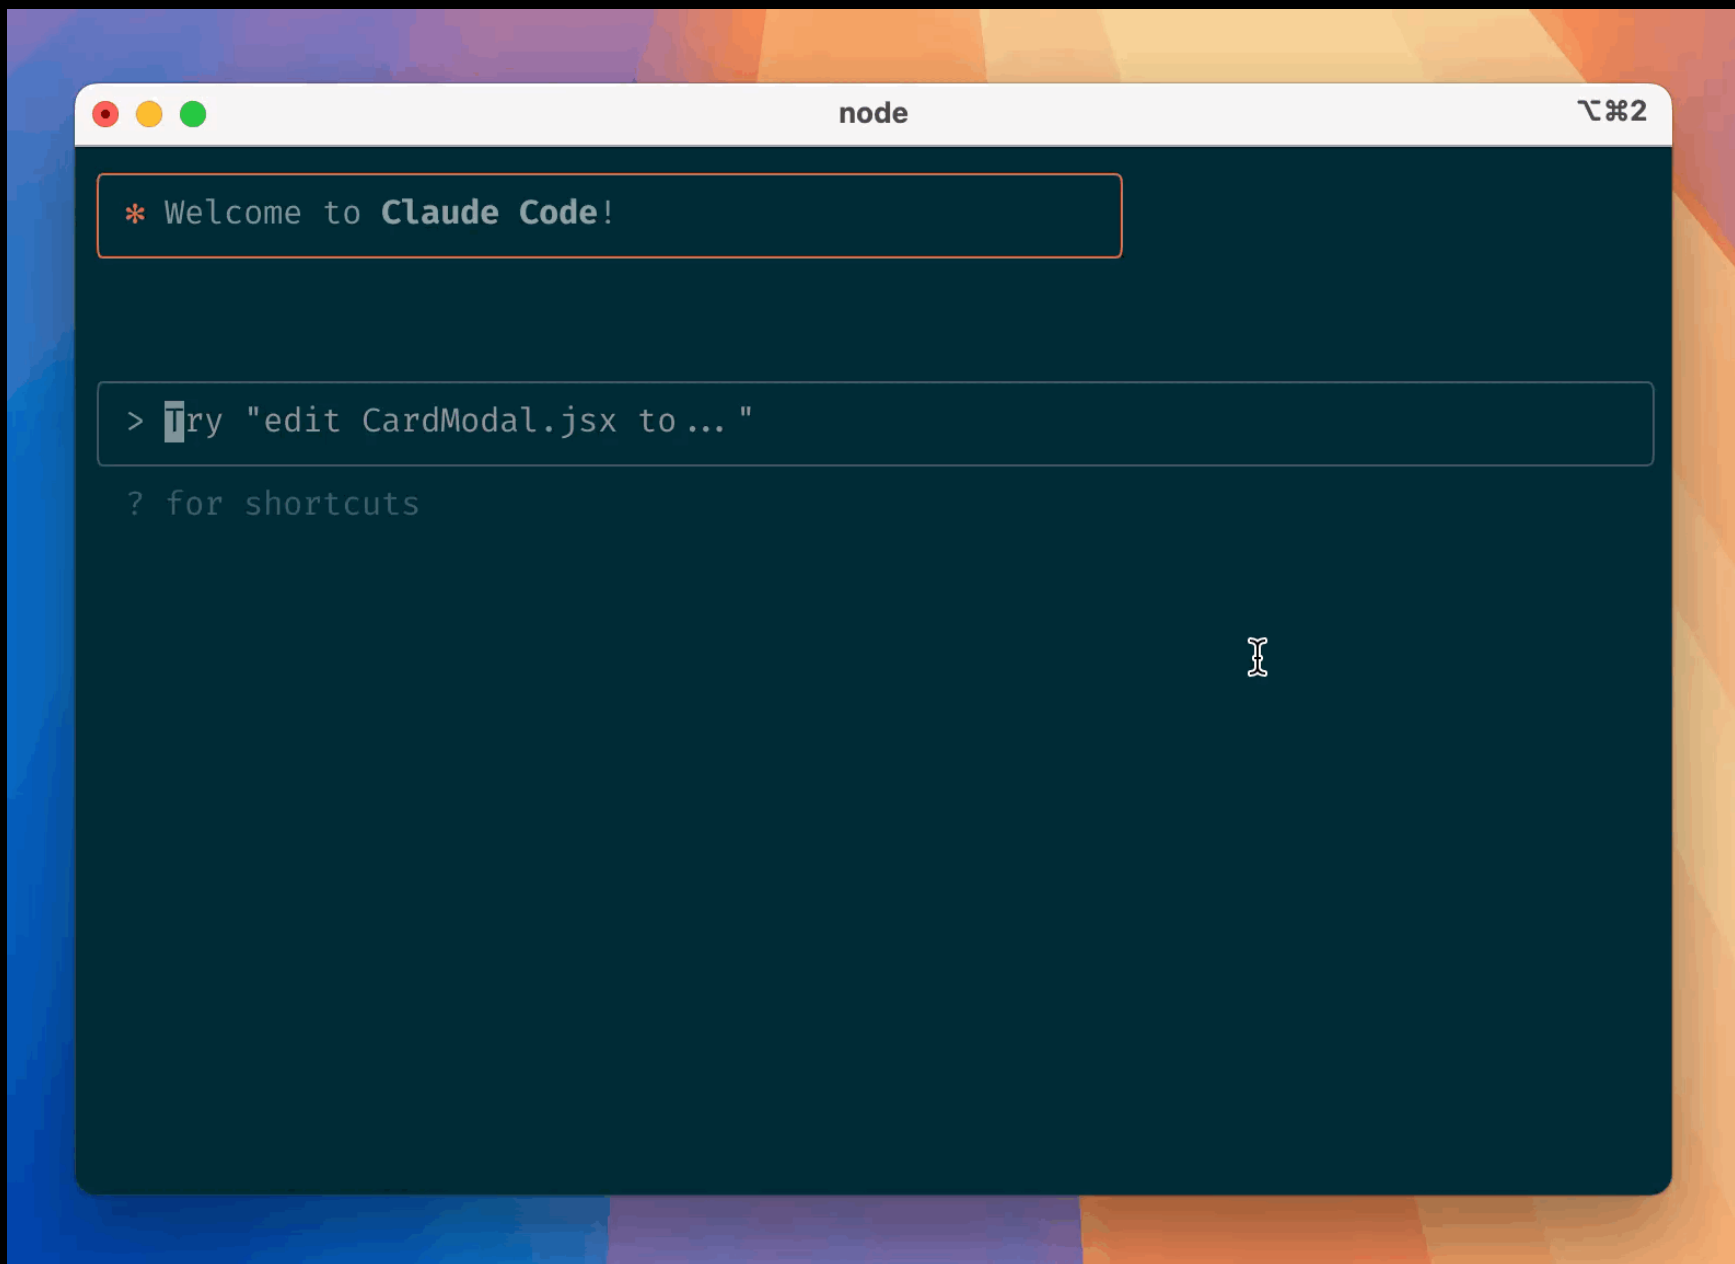 node
⌥⌘2
* Welcome to Claude Code!
> Try "edit CardModal.jsx to..."
? for shortcuts